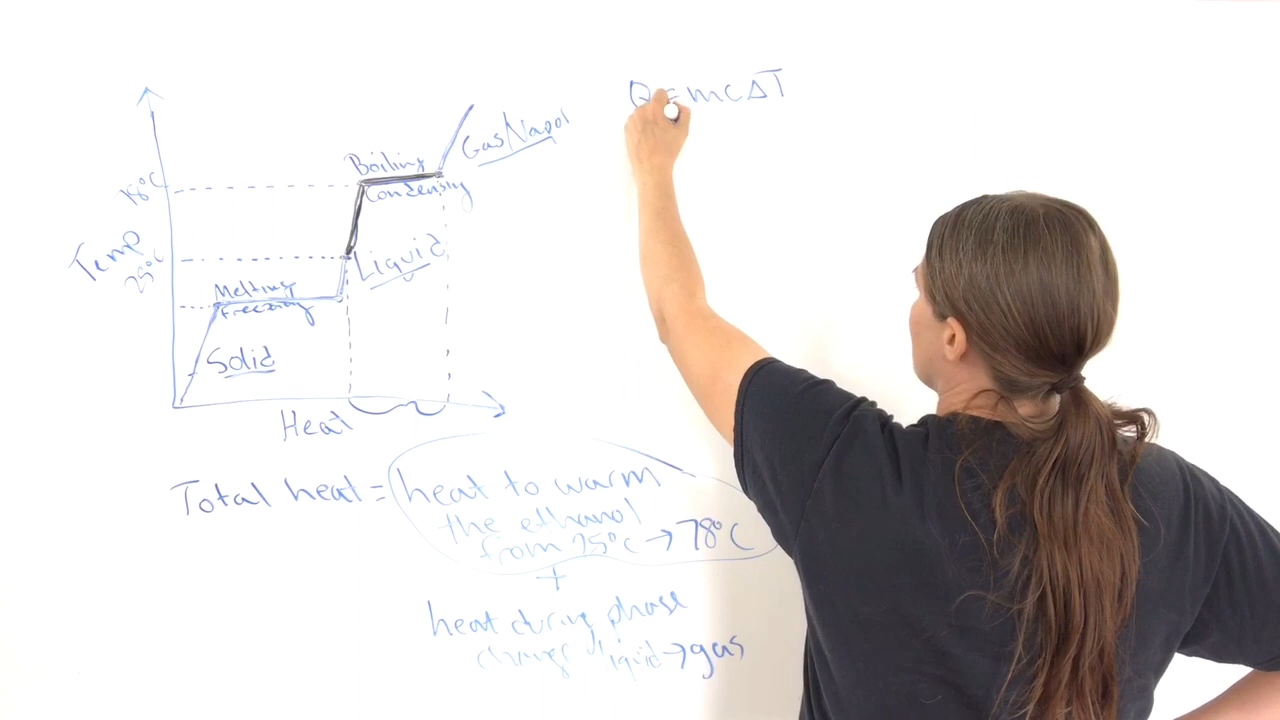 Q = mcΔT
Gas/Vapor
Boiling
Condensing
78°C
Temp
25°C
Liquid
Melting
Freezing
Solid
Heat
Total heat = heat to warm
the ethanol
from 25°C → 78°C
+
heat during phase
change liquid → gas